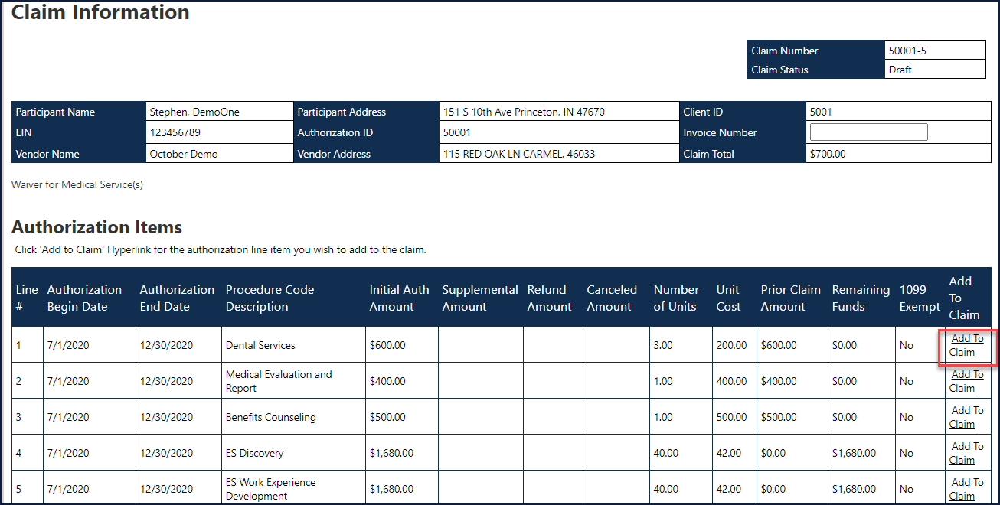 Claim Information
Claim Number 50001-5
Claim Status Draft
Participant Name Stephen, DemoOne Participant Address 151 S 10th Ave Princeton, IN 47670 Client ID 5001
EIN 123456789 Authorization ID 50001 Invoice Number
Vendor Name October Demo Vendor Address 115 RED OAK LN CARMEL, 46033 Claim Total $700.00
Waiver for Medical Service(s)
Authorization Items
Click 'Add to Claim' Hyperlink for the authorization line item you wish to add to the claim.
Line # Authorization Begin Date Authorization End Date Procedure Code Description Initial Auth Amount Supplemental Amount Refund Amount Canceled Amount Number of Units Unit Cost Prior Claim Amount Remaining Funds 1099 Exempt Add To Claim
1 7/1/2020 12/30/2020 Dental Services $600.00 3.00 200.00 $600.00 $0.00 No Add To Claim
2 7/1/2020 12/30/2020 Medical Evaluation and Report $400.00 1.00 400.00 $400.00 $0.00 No Add To Claim
3 7/1/2020 12/30/2020 Benefits Counseling $500.00 1.00 500.00 $500.00 $0.00 No Add To Claim
4 7/1/2020 12/30/2020 ES Discovery $1,680.00 40.00 42.00 $0.00 $1,680.00 No Add To Claim
5 7/1/2020 12/30/2020 ES Work Experience Development $1,680.00 40.00 42.00 $0.00 $1,680.00 No Add To Claim